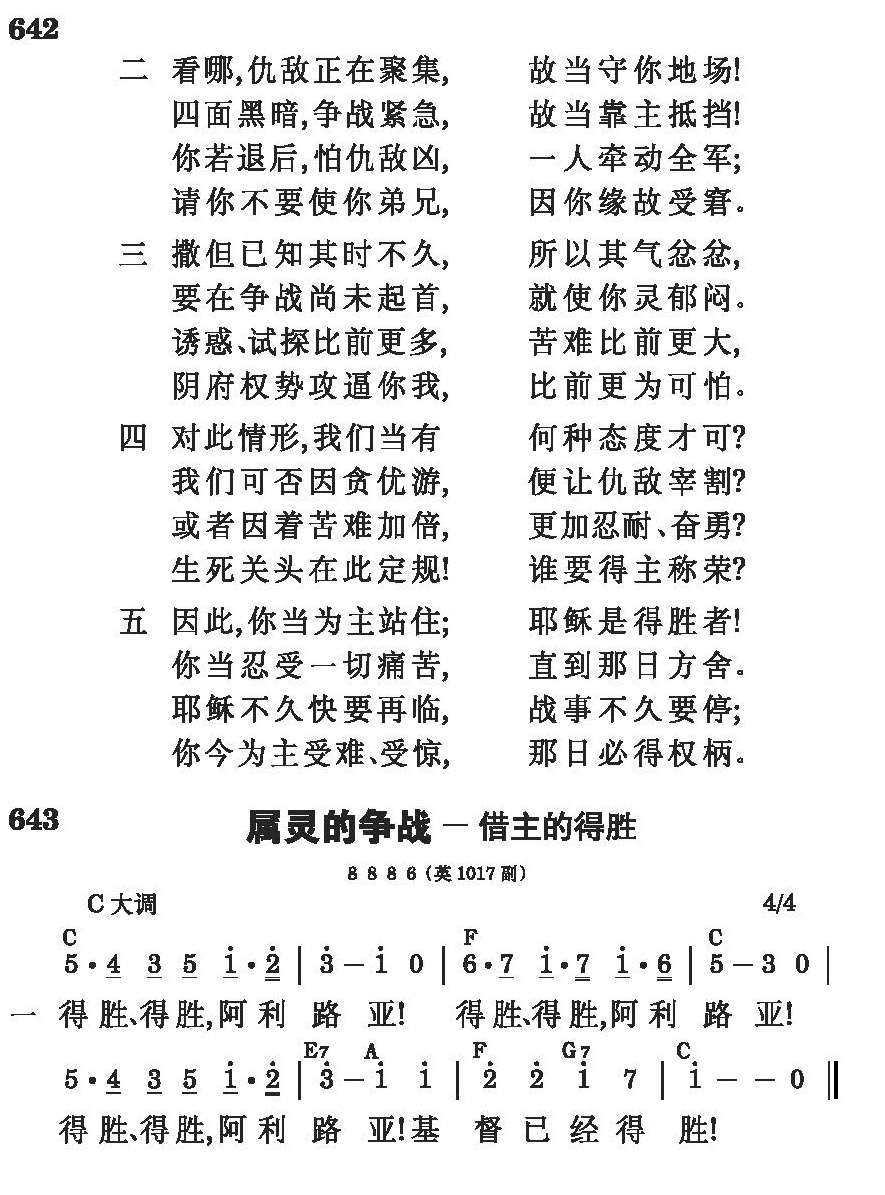 642
二 看哪,仇敌正在聚集, 故当守你地场!
四面黑暗,争战紧急, 故当靠主抵挡!
你若退后,怕仇敌凶, 一人牵动全军;
请你不要使你弟兄, 因你缘故受窘。
三 撒但已知其时不久, 所以其气忿忿,
要在争战尚未起首, 就使你灵郁闷。
诱惑、试探比前更多, 苦难比前更大,
阴府权势攻逼你我, 比前更为可怕。
四 对此情形,我们当有 何种态度才可?
我们可否因贪优游, 便让仇敌宰割?
或者因着苦难加倍, 更加忍耐、奋勇?
生死关头在此定规! 谁要得主称荣?
五 因此,你当为主站住; 耶稣是得胜者!
你当忍受一切痛苦, 直到那日方舍。
耶稣不久快要再临, 战事不久要停;
你今为主受难、受惊, 那日必得权柄。
643
属灵的争战 — 借主的得胜
8 8 8 6 (英1017副)
C大调 4/4
C F C
5·4 3 5 i·2̇ | 3̇ — i 0 | 6·7 i·7 i·6 | 5 — 3 0 |
一 得胜、得胜,阿利路亚! 得胜、得胜,阿利路亚!
E7 A F G7 C
5·4 3 5 i·2̇ | 3̇ — i i | 2̇ 2̇ i 7 | i — — 0 ‖
得胜、得胜,阿利路亚!基督已经得胜!